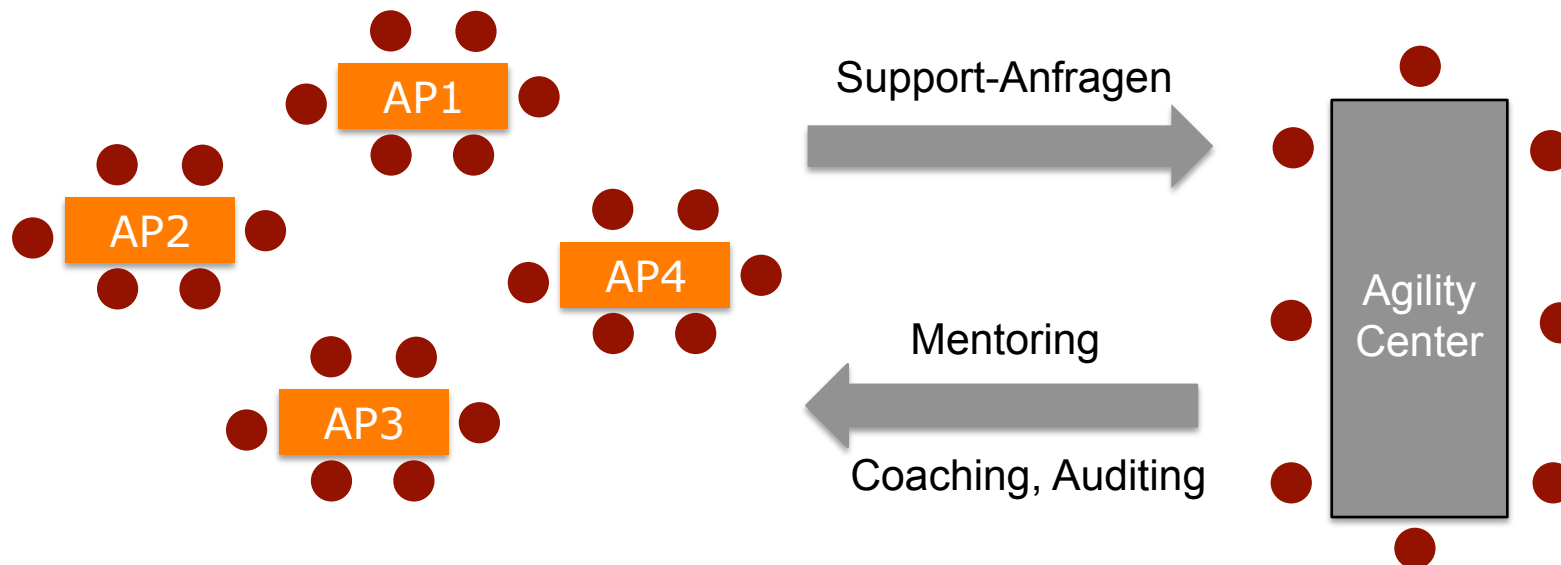 AP1
AP2
AP4
AP3
Support-Anfragen
Mentoring
Coaching, Auditing
Agility
Center